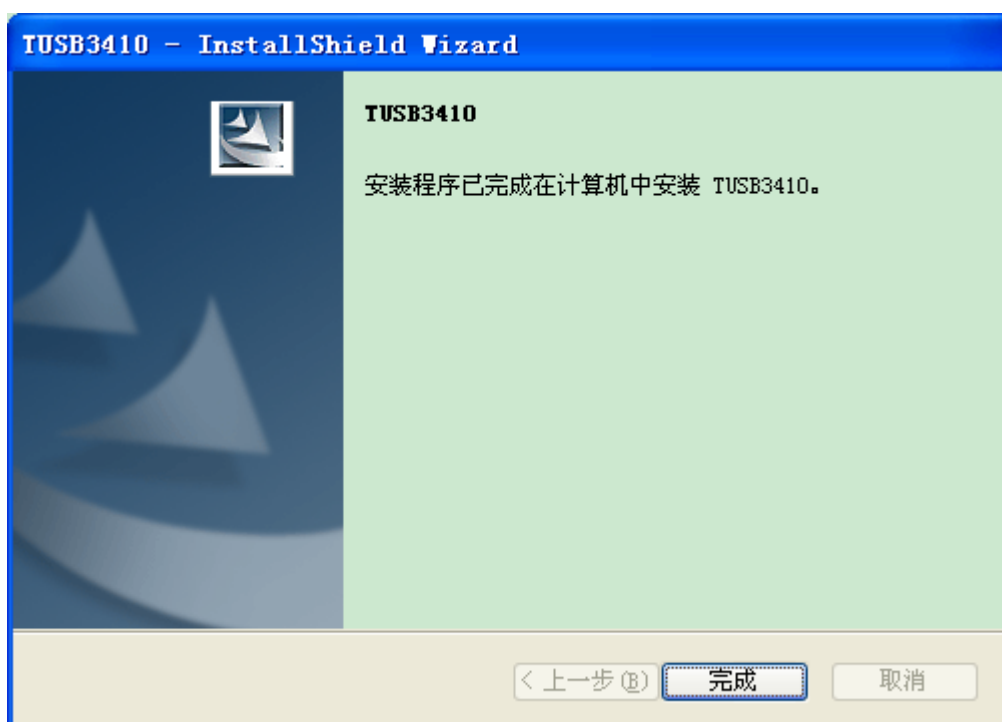 TUSB3410 - InstallShield Wizard
TUSB3410
安装程序已完成在计算机中安装 TUSB3410。
< 上一步(B)
完成
取消